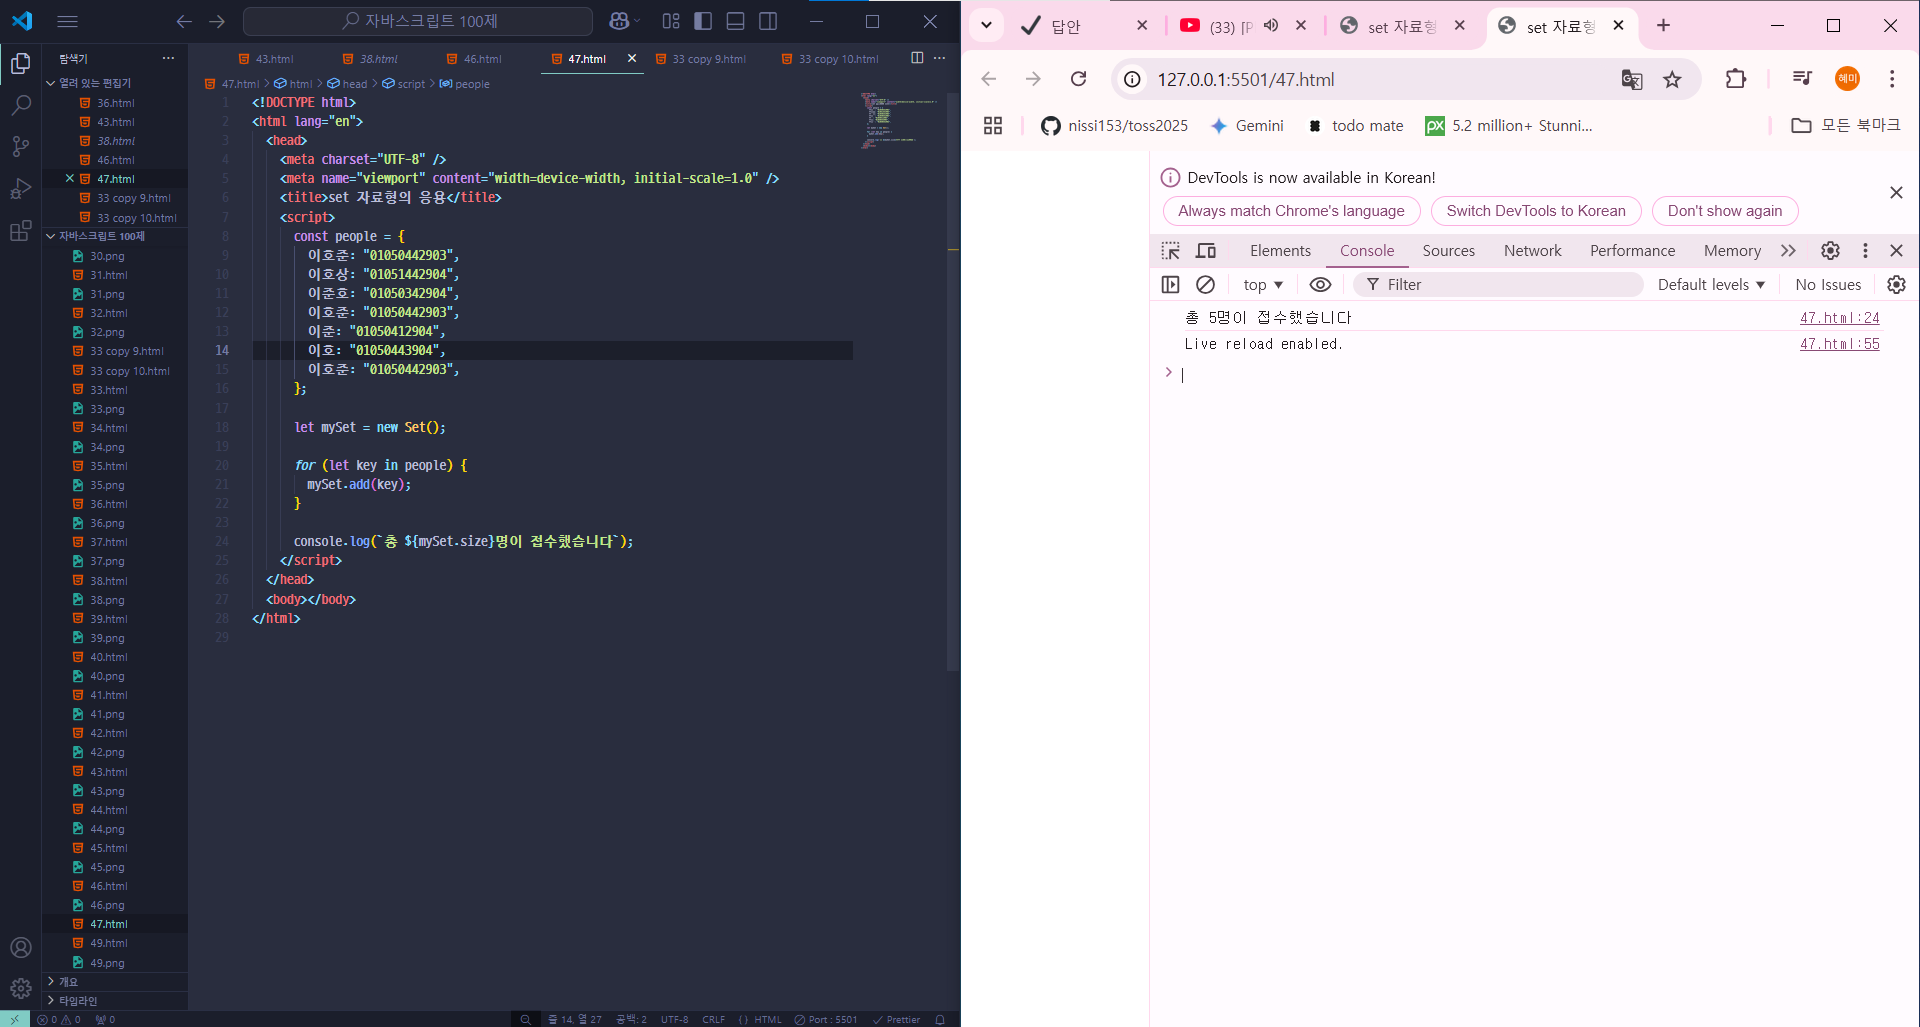 자바스크립트 100제
탐색기
열려 있는 편집기
36.html
43.html
38.html
46.html
47.html
33 copy 9.html
33 copy 10.html
자바스크립트 100제
30.png
31.html
31.png
32.html
32.png
33 copy 9.html
33 copy 10.html
33.html
33.png
34.html
34.png
35.html
35.png
36.html
36.png
37.html
37.png
38.html
38.png
39.html
39.png
40.html
40.png
41.html
41.png
42.html
42.png
43.html
43.png
44.html
44.png
45.html
45.png
46.html
46.png
47.html
49.html
49.png
개요
타임라인
43.html 38.html 46.html 47.html 33 copy 9.html 33 copy 10.html
47.html > html > head > script > people
1 <!DOCTYPE html>
2 <html lang="en">
3 <head>
4 <meta charset="UTF-8" />
5 <meta name="viewport" content="width=device-width, initial-scale=1.0" />
6 <title>set 자료형의 응용</title>
7 <script>
8 const people = {
9 이호준: "01050442903",
10 이호상: "01051442904",
11 이준호: "01050342904",
12 이호준: "01050442903",
13 이준: "01050412904",
14 이호: "01050443904",
15 이호준: "01050442903",
16 };
17
18 let mySet = new Set();
19
20 for (let key in people) {
21 mySet.add(key);
22 }
23
24 console.log(`총 ${mySet.size}명이 접수했습니다`);
25 </script>
26 </head>
27 <body></body>
28 </html>
29
0 0 0 줄 14, 열 27 공백: 2 UTF-8 CRLF {} HTML Port : 5501 Prettier
답안 (33) [P set 자료형 set 자료형
127.0.0.1:5501/47.html 혜미
nissi153/toss2025 Gemini todo mate px 5.2 million+ Stunni... 모든 북마크
DevTools is now available in Korean!
Always match Chrome's language Switch DevTools to Korean Don't show again
Elements Console Sources Network Performance Memory
top Filter Default levels No Issues
총 5명이 접수했습니다 47.html:24
Live reload enabled. 47.html:55